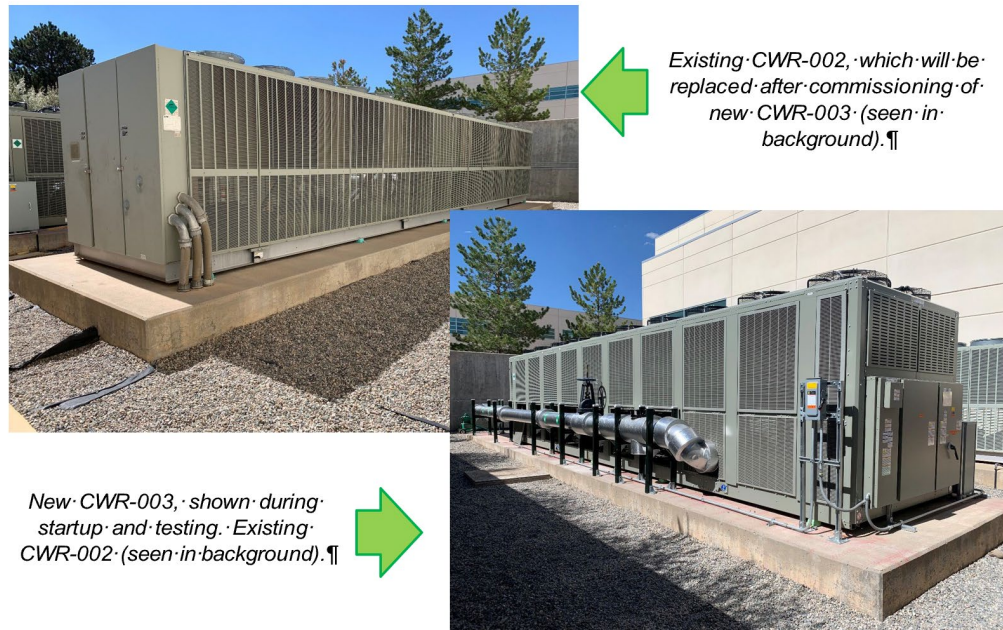 Existing·CWR-002,·which·will·be·
replaced·after·commissioning·of·
new·CWR-003·(seen·in·
background).¶
New·CWR-003,·shown·during·
startup·and·testing.·Existing·
CWR-002·(seen·in·background).¶